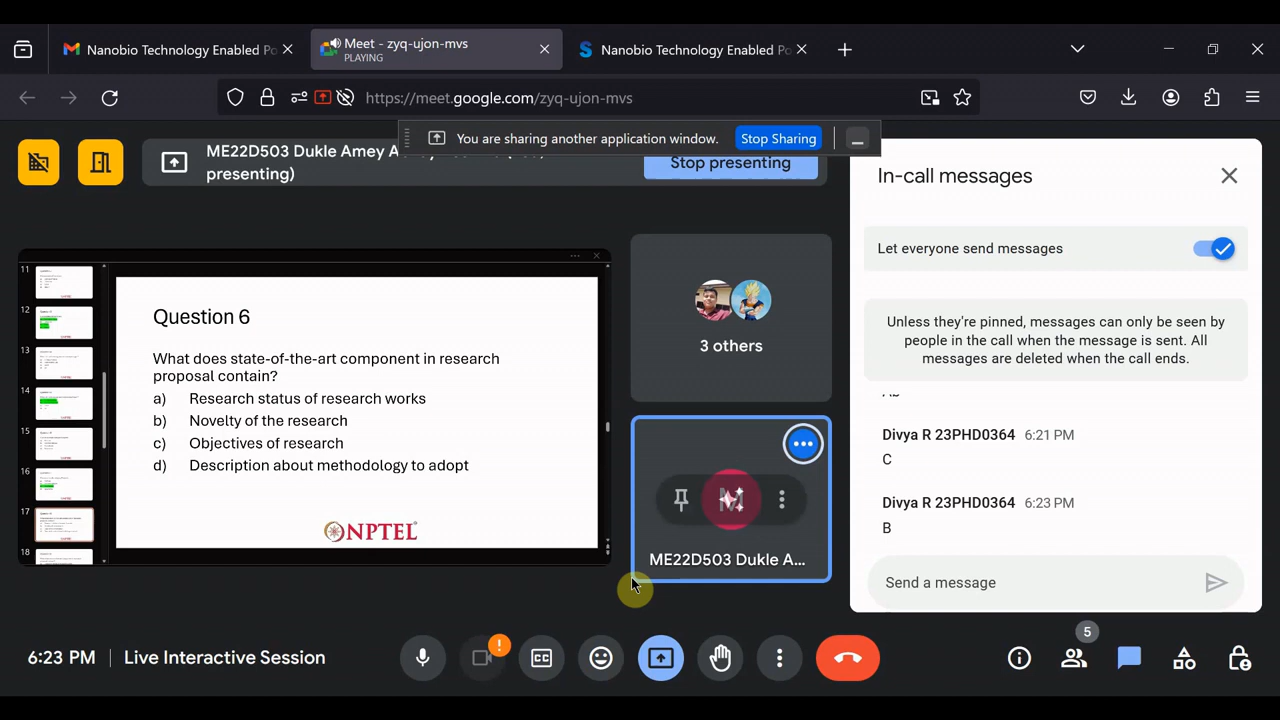 Nanobio Technology Enabled Po
Meet - zyq-ujon-mvs
PLAYING
Nanobio Technology Enabled Po
https://meet.google.com/zyq-ujon-mvs
You are sharing another application window.
Stop Sharing
ME22D503 Dukle Amey A
presenting)
Stop presenting
In-call messages
Let everyone send messages
Unless they're pinned, messages can only be seen by
people in the call when the message is sent. All
messages are deleted when the call ends.
Divya R 23PHD0364 6:21 PM
C
Divya R 23PHD0364 6:23 PM
B
Send a message
11
12
13
14
15
16
17
18
Question 6
What does state-of-the-art component in research
proposal contain?
a) Research status or research works
b) Novelty of the research
c) Objectives of research
d) Description about methodology to adopt
NPTEL
3 others
M
ME22D503 Dukle A...
6:23 PM
Live Interactive Session
5